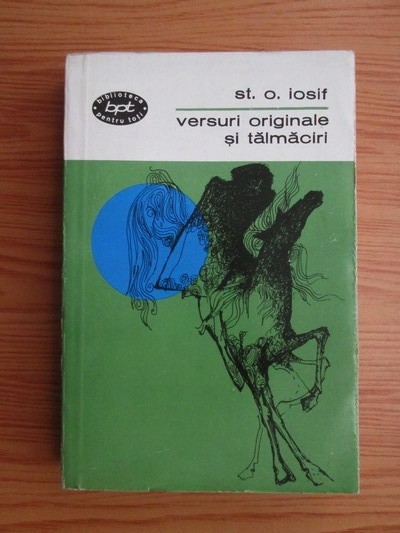 biblioteca
bpt
pentru toți
st. o. iosif
versuri originale
și tălmăciri